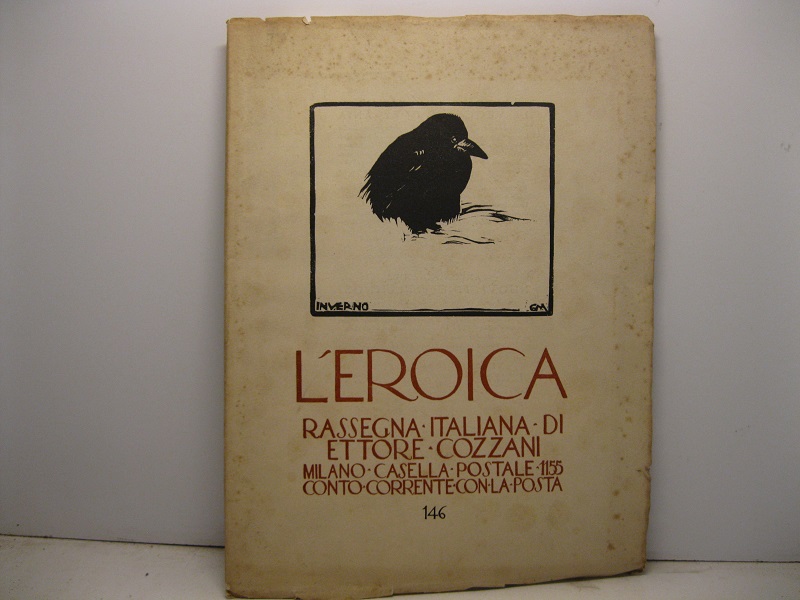 INVERNO GM
L'EROICA
RASSEGNA·ITALIANA·DI
ETTORE·COZZANI
MILANO·CASELLA·POSTALE·1155
CONTO·CORRENTE·CON·LA·POSTA
146